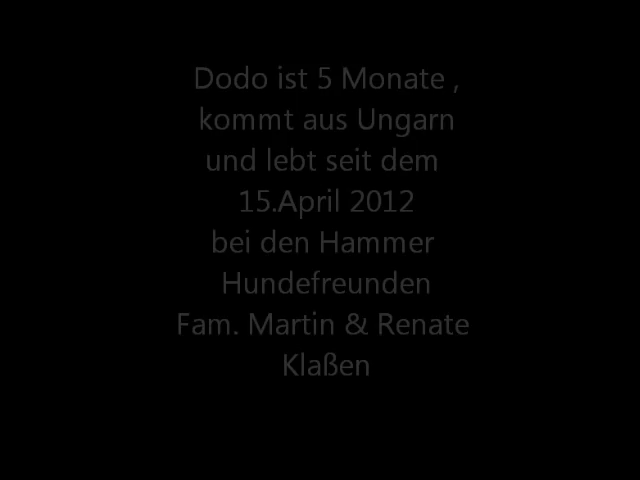 Dodo ist 5 Monate ,
kommt aus Ungarn
und lebt seit dem
15.April 2012
bei den Hammer
Hundefreunden
Fam. Martin & Renate
Klaßen